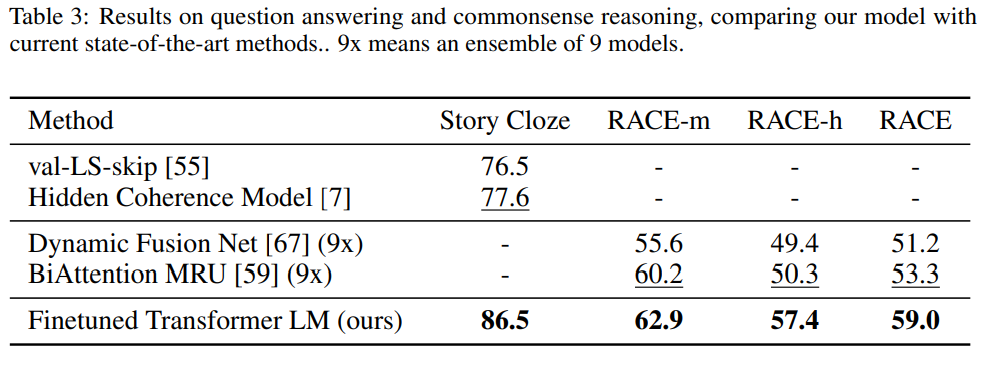 Table 3: Results on question answering and commonsense reasoning, comparing our model with
current state-of-the-art methods.. 9x means an ensemble of 9 models.
Method Story Cloze RACE-m RACE-h RACE
val-LS-skip [55] 76.5 - - -
Hidden Coherence Model [7] 77.6 - - -
Dynamic Fusion Net [67] (9x) - 55.6 49.4 51.2
BiAttention MRU [59] (9x) - 60.2 50.3 53.3
Finetuned Transformer LM (ours) 86.5 62.9 57.4 59.0